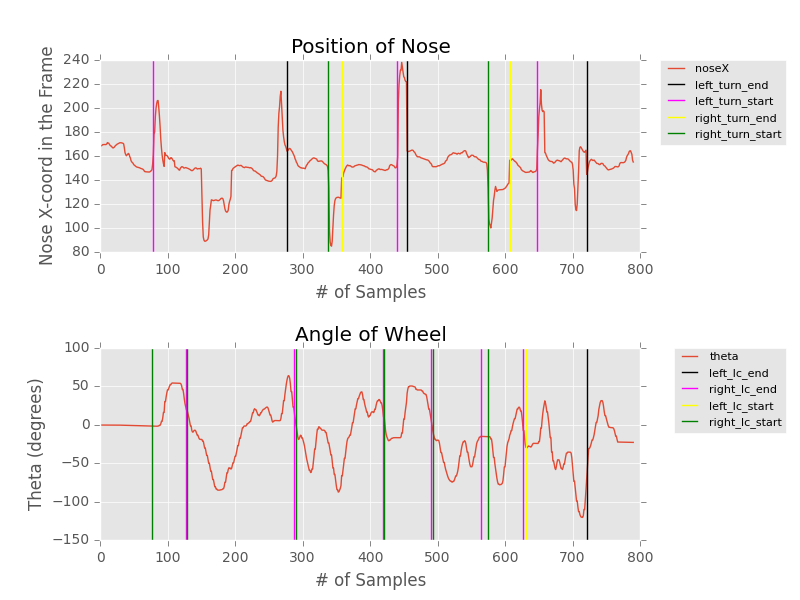 Position of Nose
Nose X-coord in the Frame
240
220
200
180
160
140
120
100
80
0 100 200 300 400 500 600 700 800
# of Samples
noseX
left_turn_end
left_turn_start
right_turn_end
right_turn_start
Angle of Wheel
Theta (degrees)
100
50
0
−50
−100
−150
0 100 200 300 400 500 600 700 800
# of Samples
theta
left_lc_end
right_lc_end
left_lc_start
right_lc_start